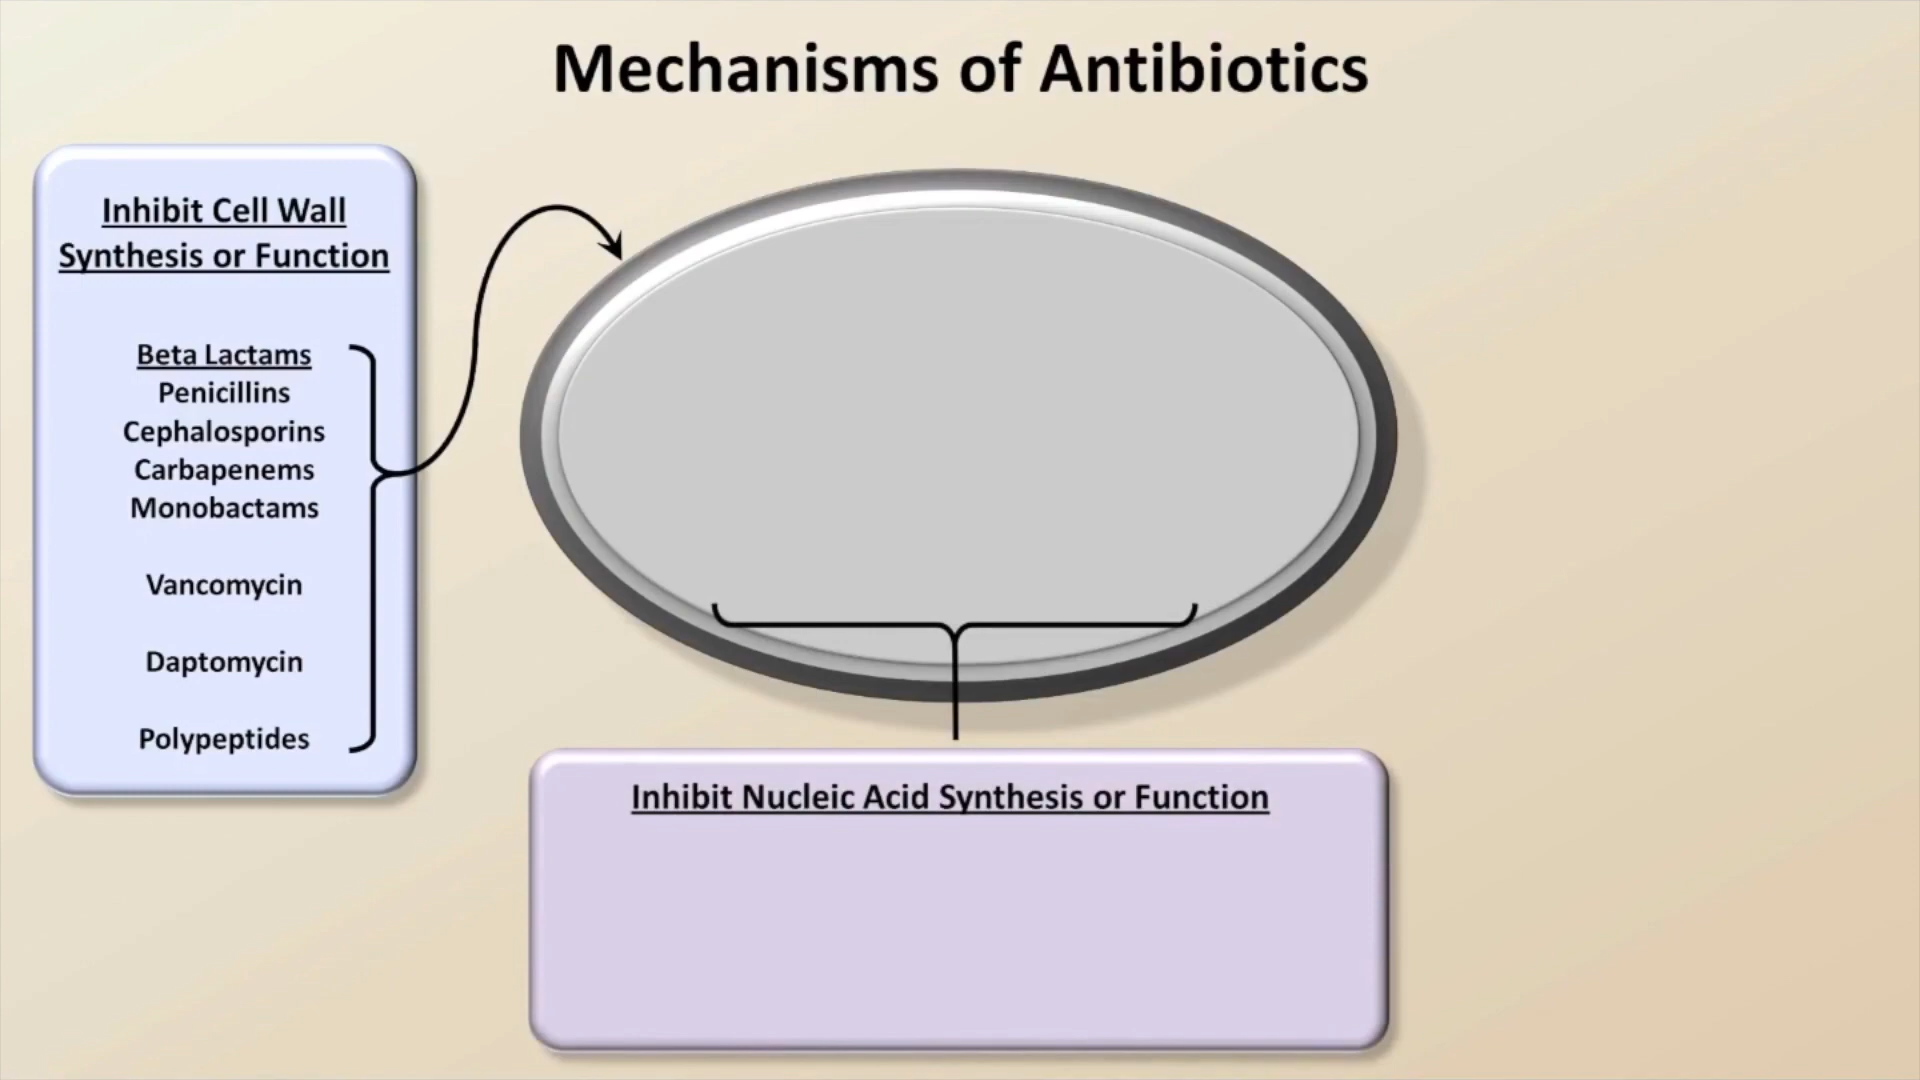 Mechanisms of Antibiotics
Inhibit Cell Wall
Synthesis or Function
Beta Lactams
Penicillins
Cephalosporins
Carbapenems
Monobactams
Vancomycin
Daptomycin
Polypeptides
Inhibit Nucleic Acid Synthesis or Function